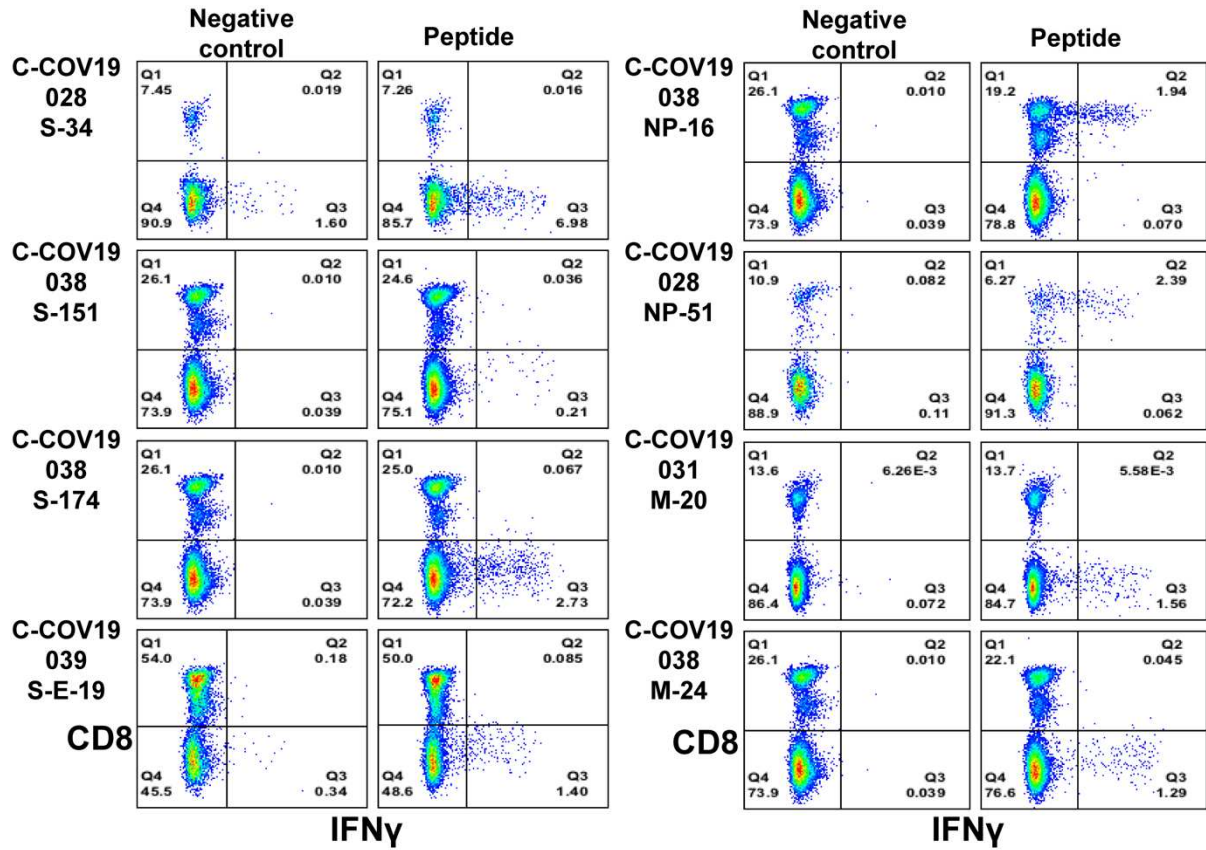 Negative control
Peptide
C-COV19
028
S-34
Q1
7.45
Q2
0.019
Q4
90.9
Q3
1.60
Q1
7.26
Q2
0.016
Q4
85.7
Q3
6.98
C-COV19
038
S-151
Q1
26.1
Q2
0.010
Q4
73.9
Q3
0.039
Q1
24.6
Q2
0.036
Q4
75.1
Q3
0.21
C-COV19
038
S-174
Q1
26.1
Q2
0.010
Q4
73.9
Q3
0.039
Q1
25.0
Q2
0.067
Q4
72.2
Q3
2.73
C-COV19
039
S-E-19
Q1
54.0
Q2
0.18
Q4
45.5
Q3
0.34
Q1
50.0
Q2
0.085
Q4
48.6
Q3
1.40
CD8
IFNγ
Negative control
Peptide
C-COV19
038
NP-16
Q1
26.1
Q2
0.010
Q4
73.9
Q3
0.039
Q1
19.2
Q2
1.94
Q4
78.8
Q3
0.070
C-COV19
028
NP-51
Q1
10.9
Q2
0.082
Q4
88.9
Q3
0.11
Q1
6.27
Q2
2.39
Q4
91.3
Q3
0.062
C-COV19
031
M-20
Q1
13.6
Q2
6.26E-3
Q4
86.4
Q3
0.072
Q1
13.7
Q2
5.58E-3
Q4
84.7
Q3
1.56
C-COV19
038
M-24
Q1
26.1
Q2
0.010
Q4
73.9
Q3
0.039
Q1
22.1
Q2
0.045
Q4
76.6
Q3
1.29
CD8
IFNγ